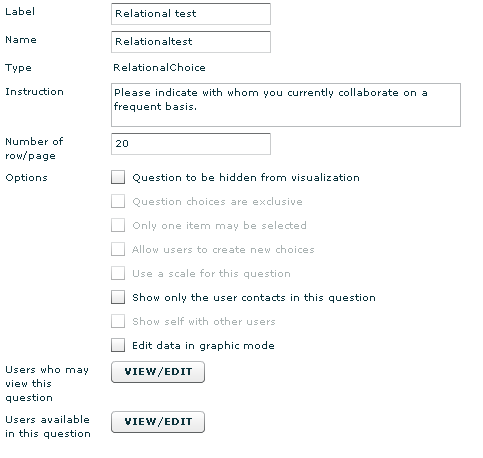 Label Relational test
Name Relationaltest
Type RelationalChoice
Instruction Please indicate with whom you currently collaborate on a
frequent basis.
Number of
row/page 20
Options Question to be hidden from visualization
Question choices are exclusive
Only one item may be selected
Allow users to create new choices
Use a scale for this question
Show only the user contacts in this question
Show self with other users
Edit data in graphic mode
Users who may VIEW/EDIT
view this
question
Users available VIEW/EDIT
in this question